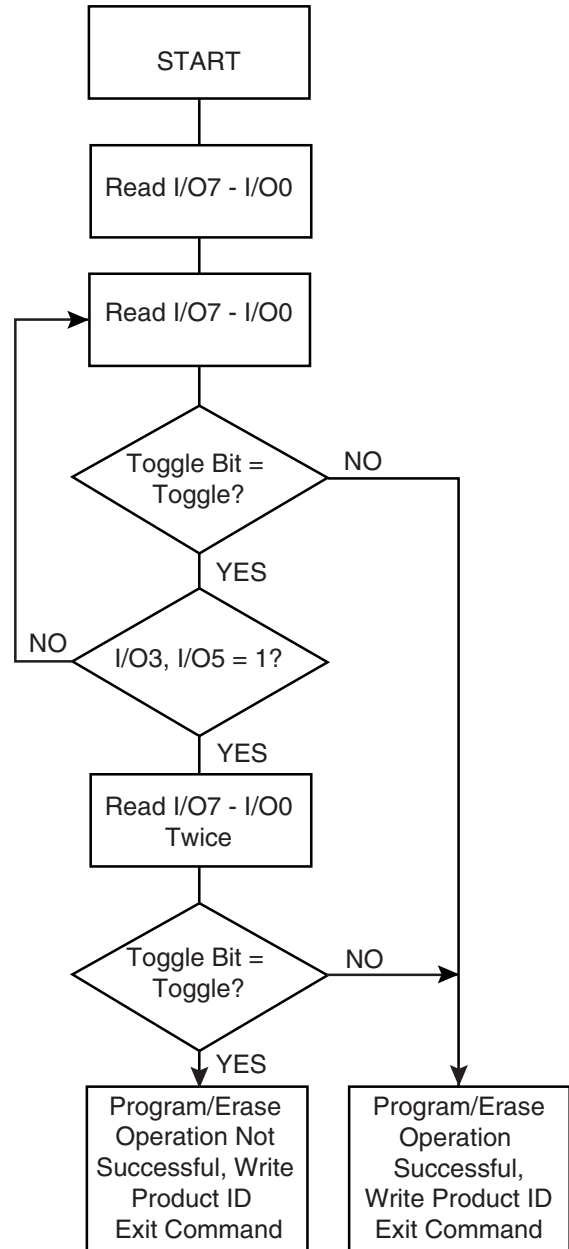 START
Read I/O7 - I/O0
Read I/O7 - I/O0
Toggle Bit =
Toggle?
NO
YES
NO
I/O3, I/O5 = 1?
YES
Read I/O7 - I/O0
Twice
Toggle Bit =
Toggle?
NO
YES
Program/Erase
Operation Not
Successful, Write
Product ID
Exit Command
Program/Erase
Operation
Successful,
Write Product ID
Exit Command